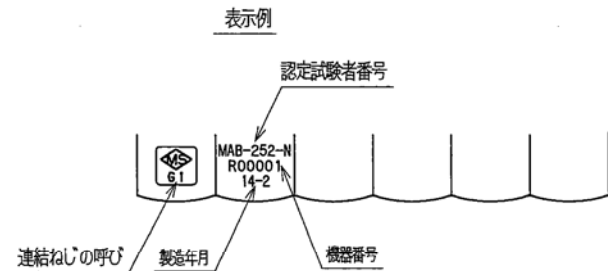 表示例
認定試験者番号
MS
G1
MAB-252-N
R00001
14-2
連結ねじの呼び
製造年月
機器番号